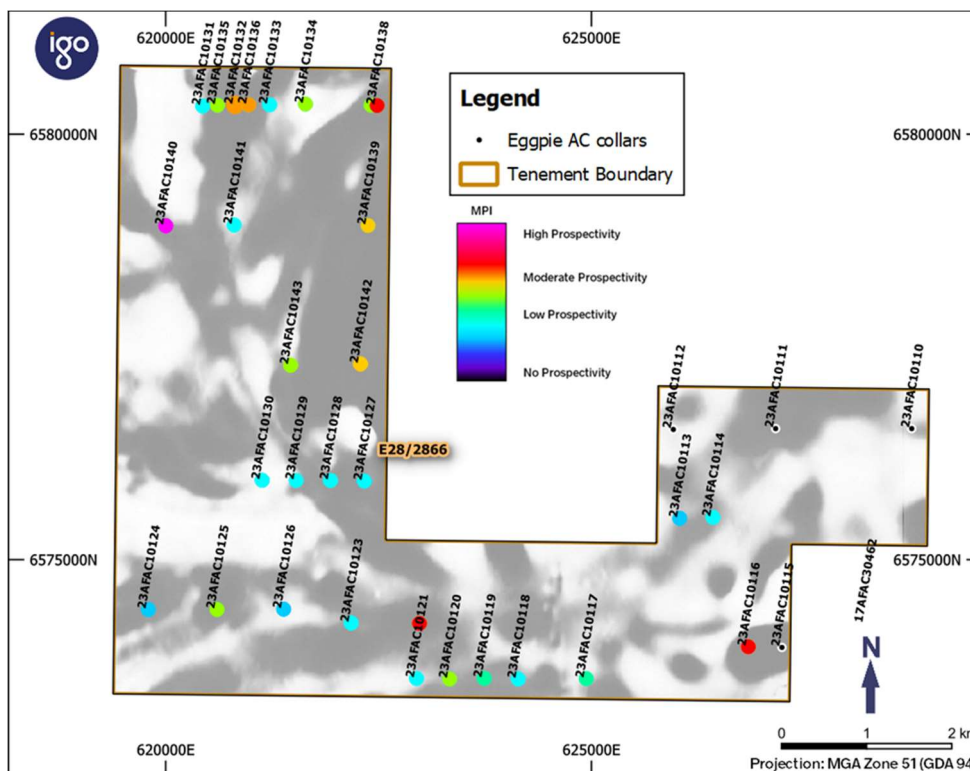 igo
620000E
625000E
23AFAC10131
23AFAC10135
23AFAC10132
23AFAC10136
23AFAC10133
23AFAC10134
23AFAC10138
6580000N
6580000N
Legend
Eggpie AC collars
Tenement Boundary
MPI
High Prospectivity
Moderate Prospectivity
Low Prospectivity
No Prospectivity
23AFAC10140
23AFAC10141
23AFAC10139
23AFAC10143
23AFAC10142
23AFAC10112
23AFAC10111
23AFAC10110
23AFAC10130
23AFAC10129
23AFAC10128
23AFAC10127
E28/2866
23AFAC10113
23AFAC10114
6575000N
6575000N
23AFAC10124
23AFAC10125
23AFAC10126
23AFAC10123
23AFAC10121
23AFAC10120
23AFAC10119
23AFAC10118
23AFAC10117
23AFAC10116
23AFAC10115
17AFAC30462
N
620000E
625000E
0 1 2 km
Projection: MGA Zone 51 (GDA 94